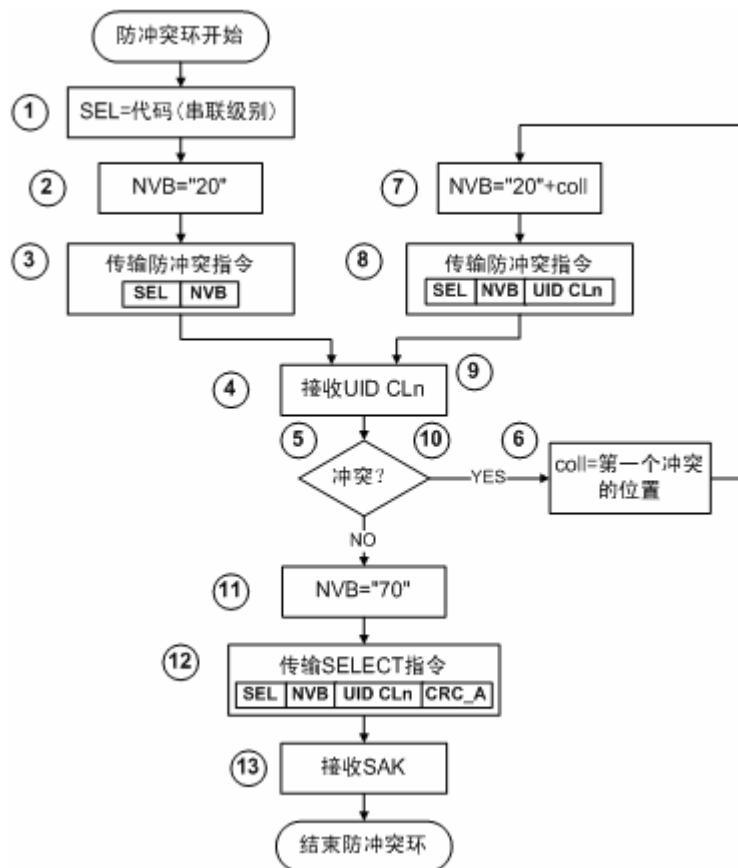 防冲突环开始
1
SEL=代码(串联级别)
2
NVB="20"
7
NVB="20"+coll
3
传输防冲突指令
SEL NVB
8
传输防冲突指令
SEL NVB UID CLn
4
接收UID CLn
9
5
10
6
冲突?
YES
coll=第一个冲突
的位置
NO
11
NVB="70"
12
传输SELECT指令
SEL NVB UID CLn CRC_A
13
接收SAK
结束防冲突环